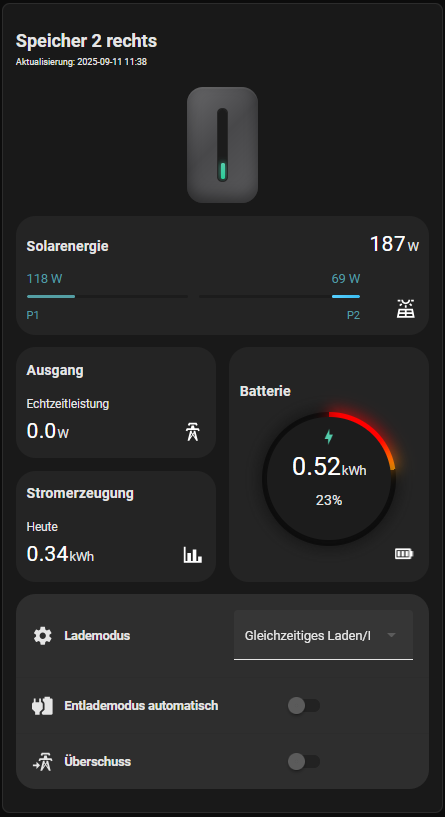 Speicher 2 rechts
Aktualisierung: 2025-09-11 11:38
Solarenergie
187 W
118 W
69 W
P1
P2
Ausgang
Echtzeitleistung
0.0 W
Batterie
0.52 kWh
23%
Stromerzeugung
Heute
0.34 kWh
Lademodus
Gleichzeitiges Laden/I
Entlademodus automatisch
Überschuss